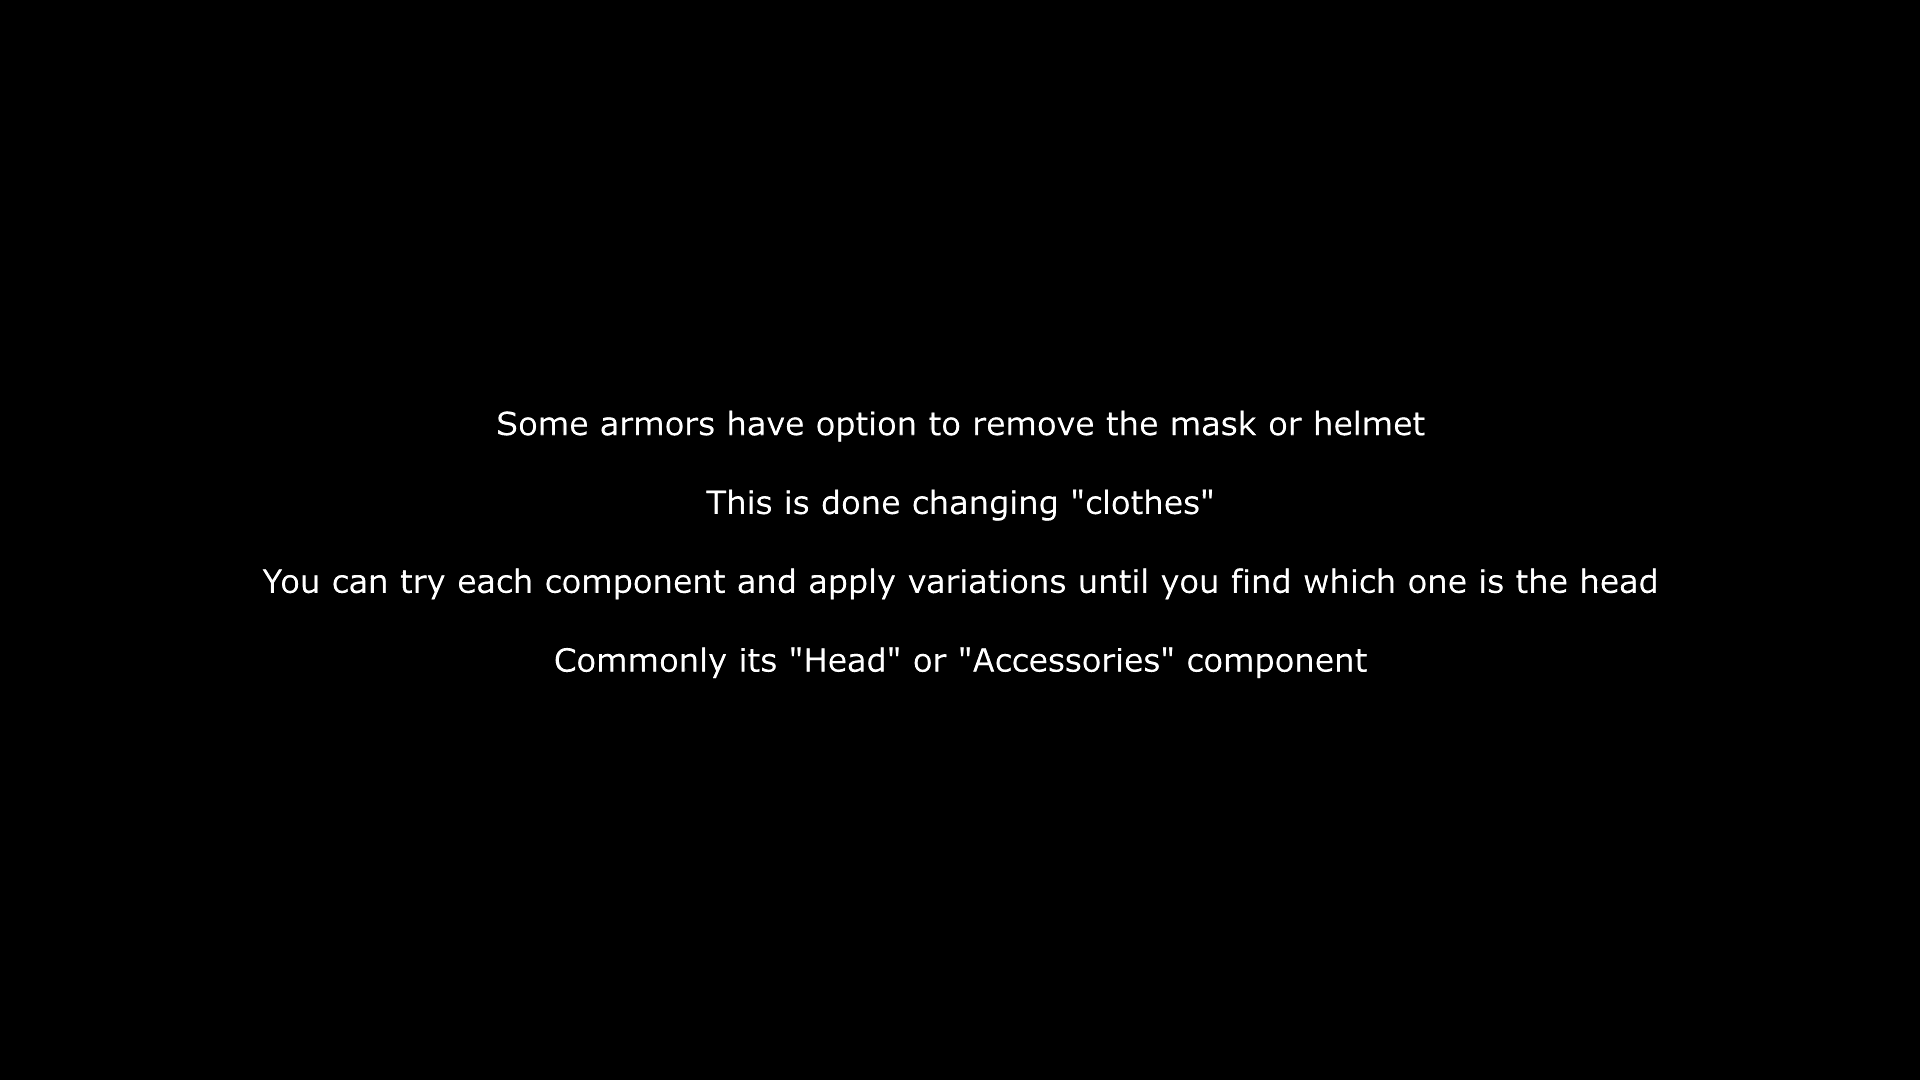 Some armors have option to remove the mask or helmet
This is done changing "clothes"
You can try each component and apply variations until you find which one is the head
Commonly its "Head" or "Accessories" component